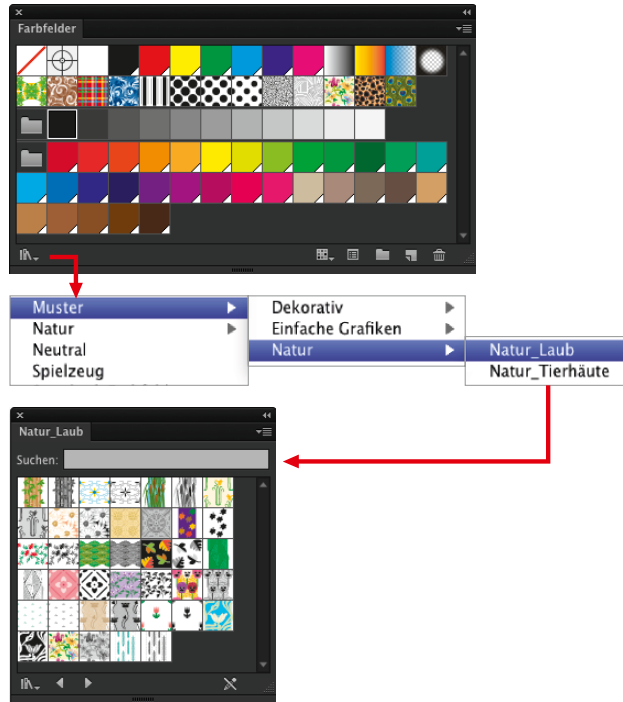 Farbfelder
Muster
Natur
Neutral
Spielzeug
Dekorativ
Einfache Grafiken
Natur
Natur_Laub
Natur_Tierhäute
Natur_Laub
Suchen: